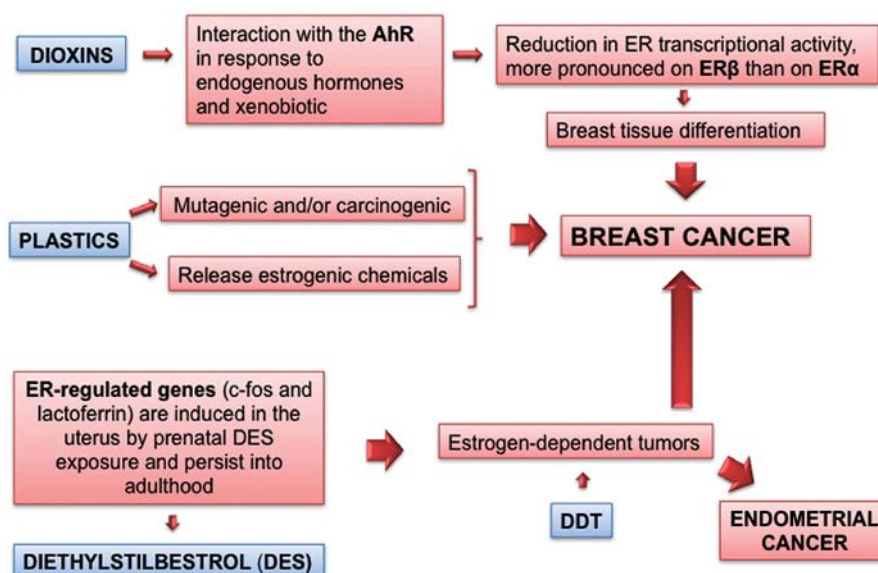 DIOXINS
Interaction with the AhR
in response to
endogenous hormones
and xenobiotic
Reduction in ER transcriptional activity,
more pronounced on ERβ than on ERα
Breast tissue differentiation
PLASTICS
Mutagenic and/or carcinogenic
Release estrogenic chemicals
BREAST CANCER
ER-regulated genes (c-fos and
lactoferrin) are induced in the
uterus by prenatal DES
exposure and persist into
adulthood
DIETHYLSTILBESTROL (DES)
Estrogen-dependent tumors
DDT
ENDOMETRIAL
CANCER